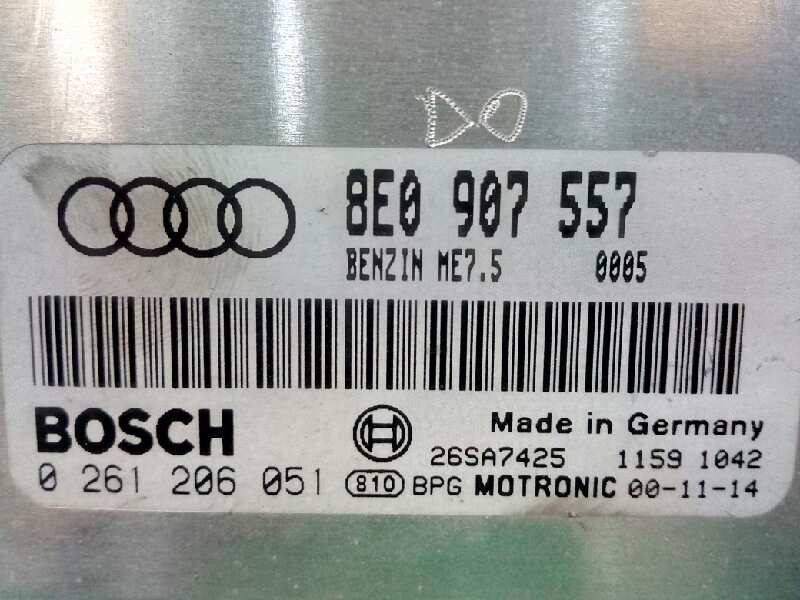 DO
8E0 907 557
BENZIN ME7.5 0005
BOSCH
Made in Germany
26SA7425 1159 1042
0 261 206 051 810 BPG MOTRONIC 00-11-14